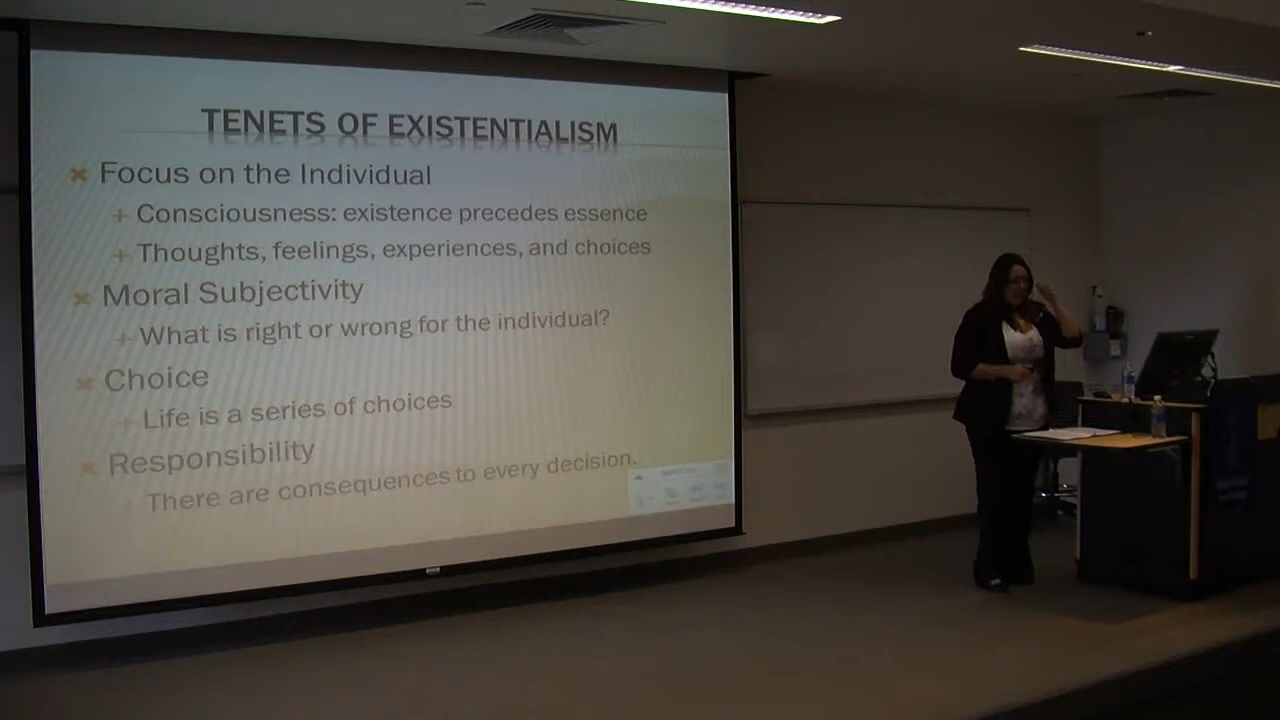 TENETS OF EXISTENTIALISM
Focus on the Individual
Consciousness: existence precedes essence
Thoughts, feelings, experiences, and choices
Moral Subjectivity
What is right or wrong for the individual?
Choice
Life is a series of choices
Responsibility
There are consequences to every decision.